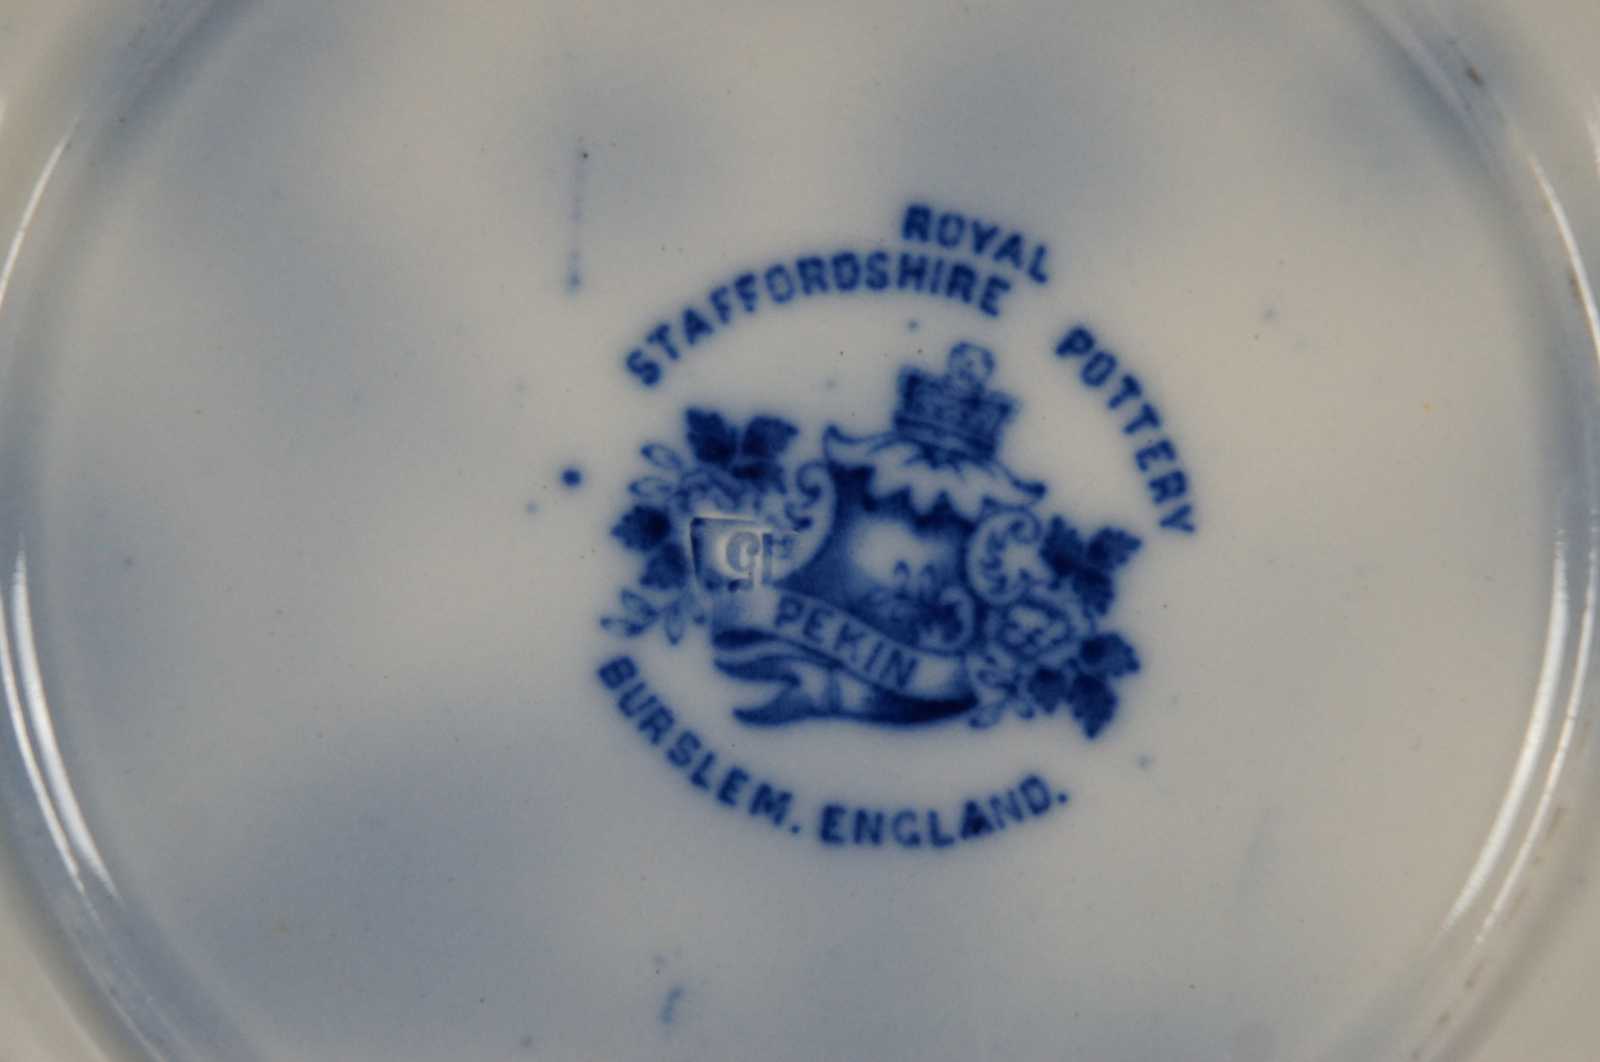 ROYAL
STAFFORDSHIRE POTTERY
PEKIN
BURSLEM. ENGLAND.